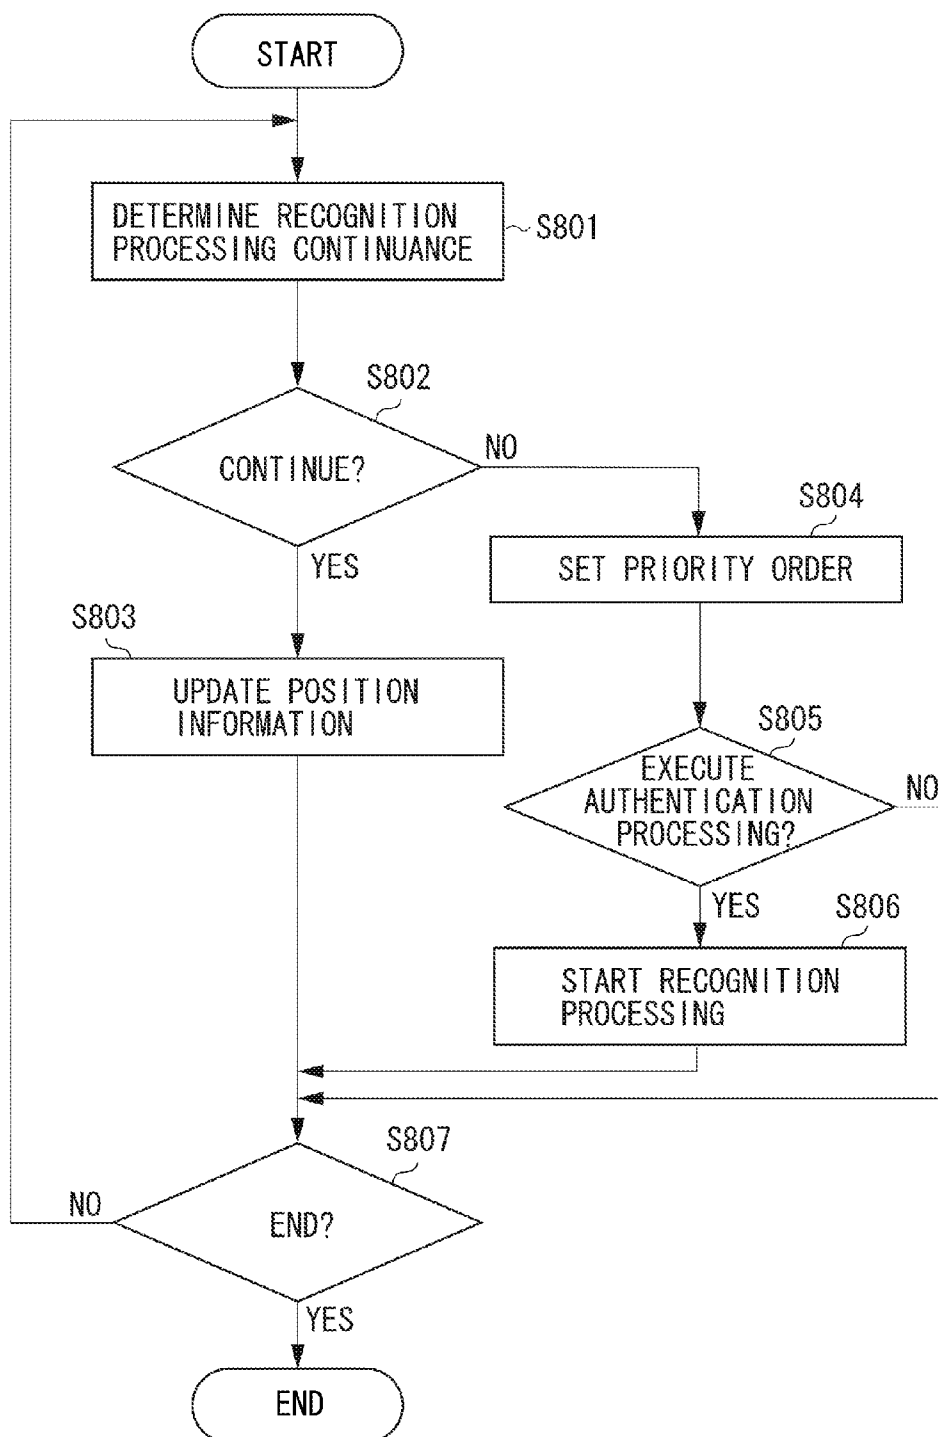 START
DETERMINE RECOGNITION
PROCESSING CONTINUANCE
S801
S802
CONTINUE?
NO
YES
S804
SET PRIORITY ORDER
S803
UPDATE POSITION
INFORMATION
S805
EXECUTE
AUTHENTICATION
PROCESSING?
NO
YES
S806
START RECOGNITION
PROCESSING
S807
END?
NO
YES
END